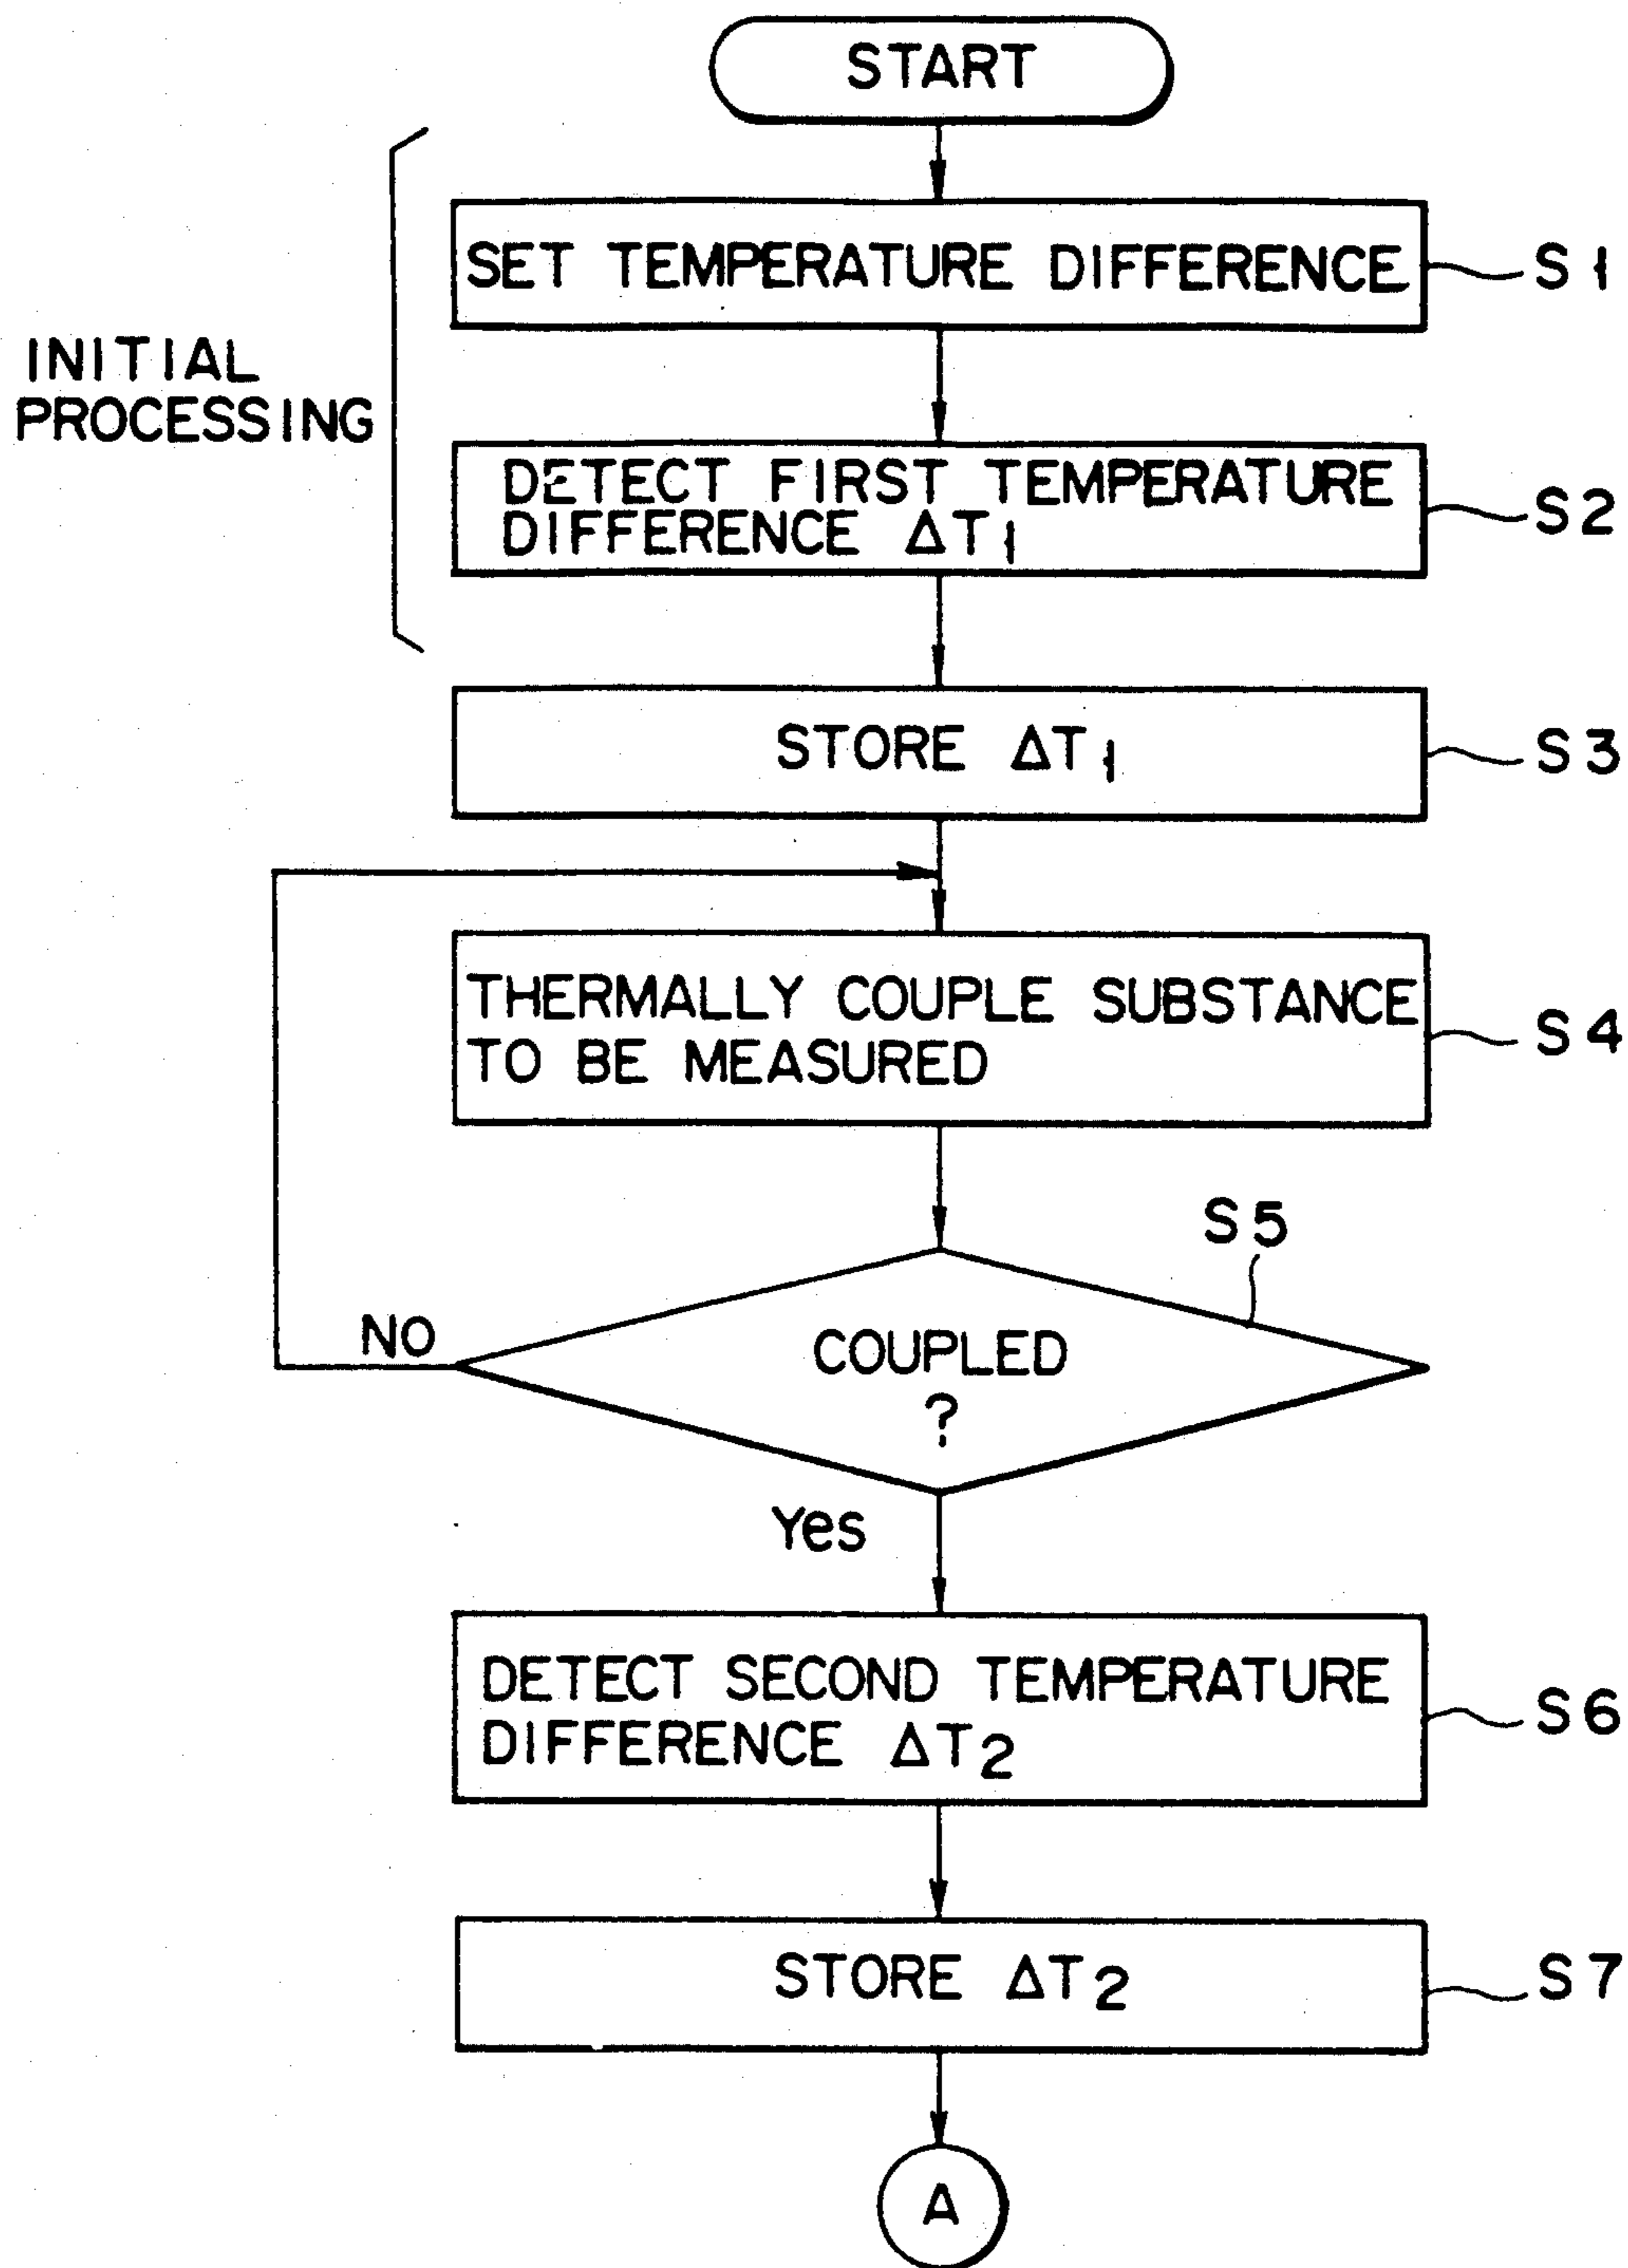 START
SET TEMPERATURE DIFFERENCE
S1
INITIAL
PROCESSING
DETECT FIRST TEMPERATURE
DIFFERENCE ΔT1
S2
STORE ΔT1
S3
THERMALLY COUPLE SUBSTANCE
TO BE MEASURED
S4
S5
NO
COUPLED
?
Yes
DETECT SECOND TEMPERATURE
DIFFERENCE ΔT2
S6
STORE ΔT2
S7
A